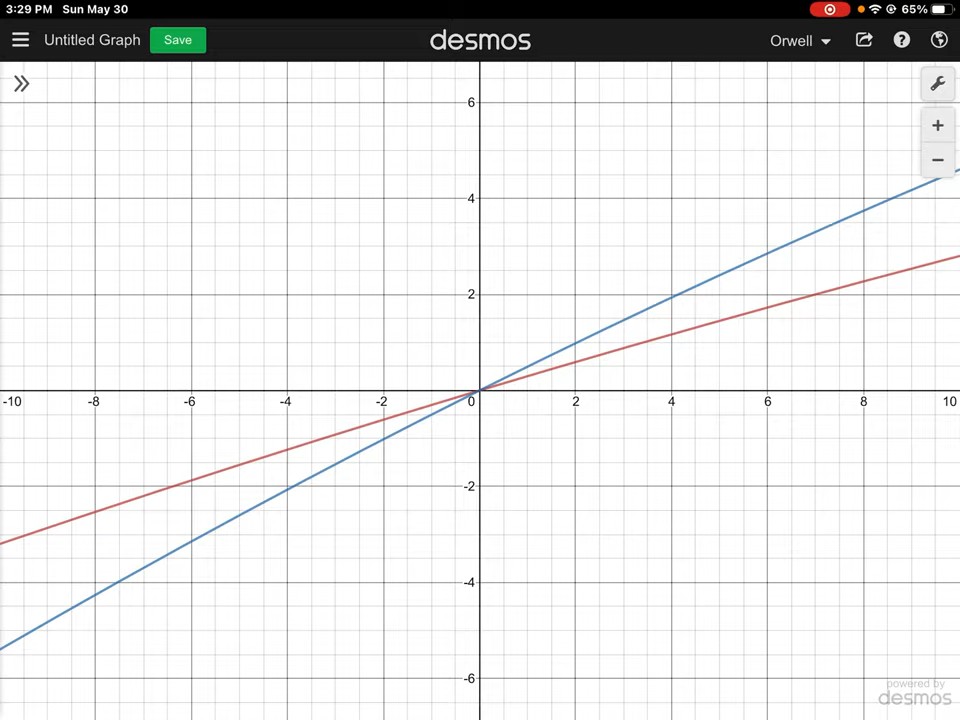 3:29 PM Sun May 30 65%
Untitled Graph Save desmos Orwell
6
4
2
-10 -8 -6 -4 -2 0 2 4 6 8 10
-2
-4
-6
powered by
desmos